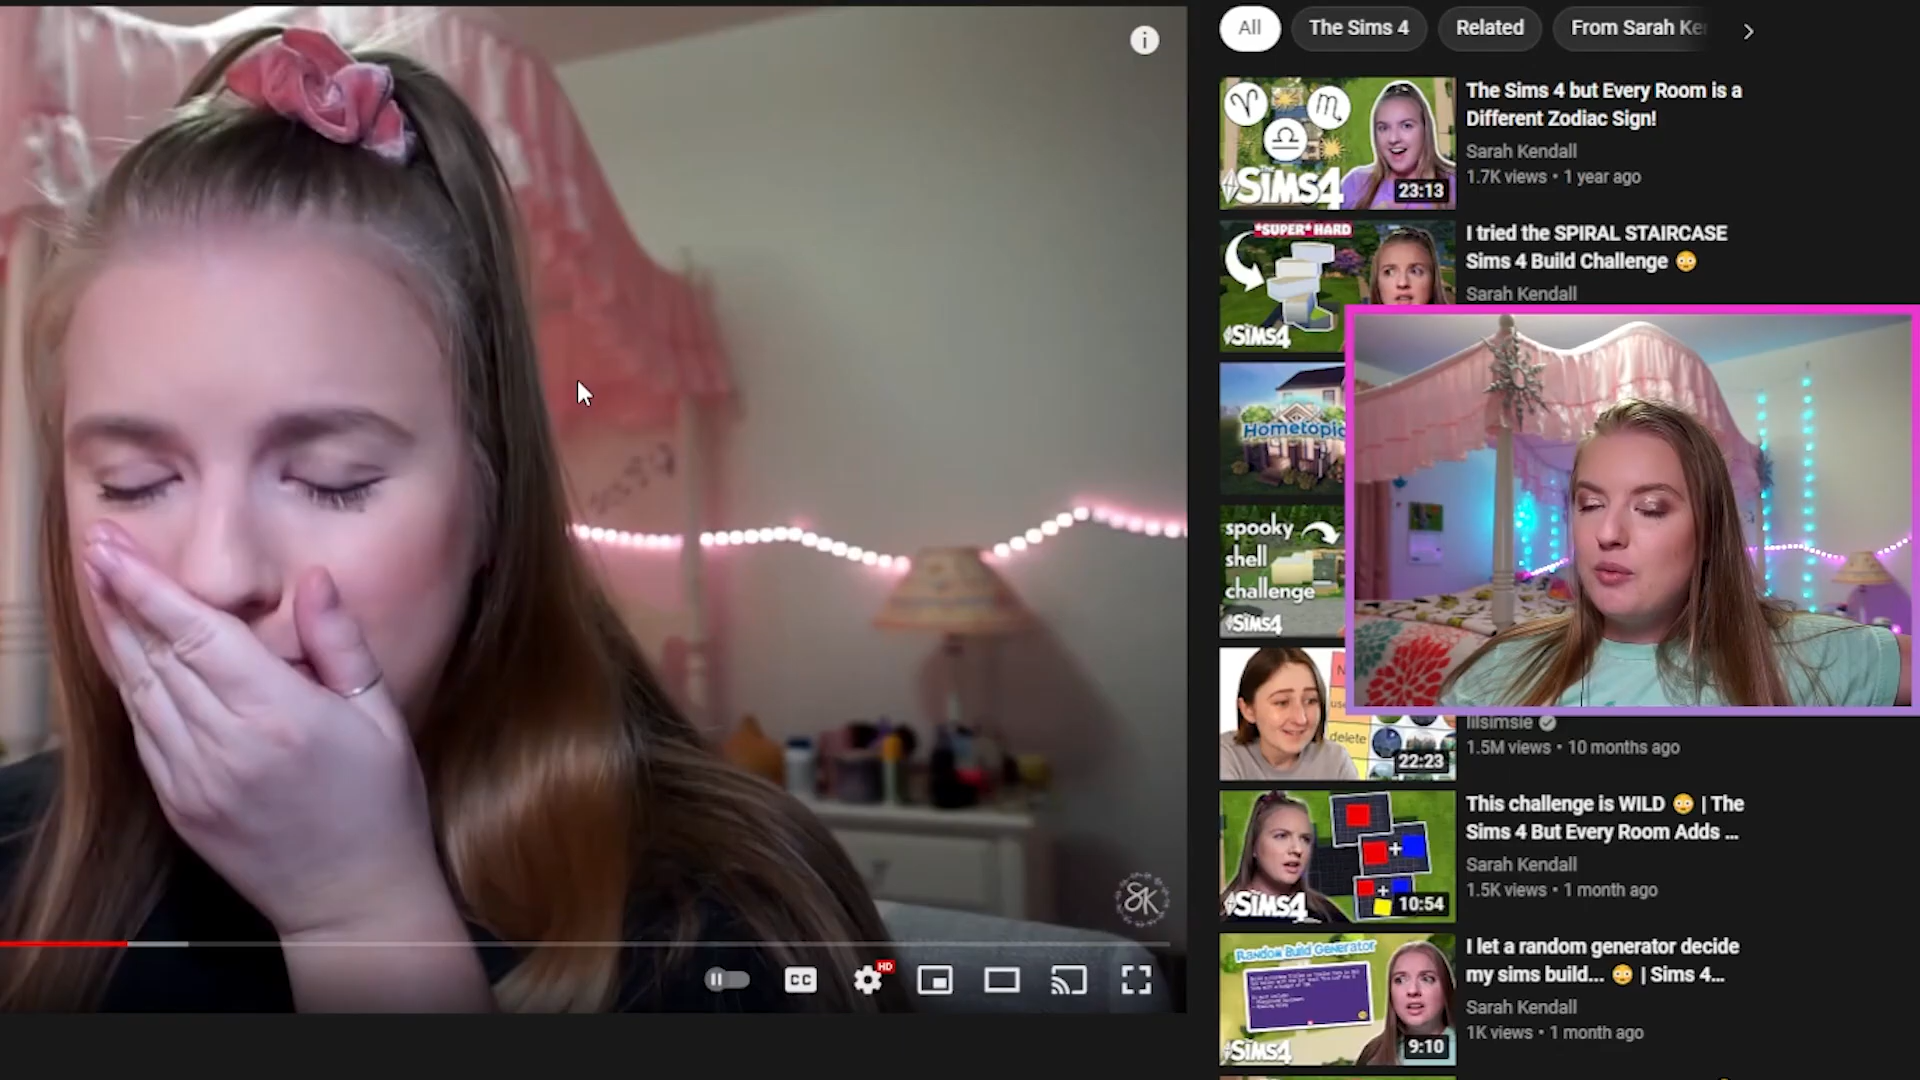 All
The Sims 4
Related
From Sarah Ke
The Sims 4 but Every Room is a
Different Zodiac Sign!
Sarah Kendall
1.7K views • 1 year ago
THE
SIMS4
23:13
*SUPER* HARD
SIMS4
I tried the SPIRAL STAIRCASE
Sims 4 Build Challenge 😳
Sarah Kendall
Hometopia
spooky
shell
challenge
SIMS4
delete
22:23
lilsimsie
1.5M views • 10 months ago
This challenge is WILD 😳 | The
Sims 4 But Every Room Adds ...
Sarah Kendall
1.5K views • 1 month ago
+
+
SIMS4
10:54
Random Build Generator
SIMS4
9:10
I let a random generator decide
my sims build... 😳 | Sims 4...
Sarah Kendall
1K views • 1 month ago
SK
CC
HD